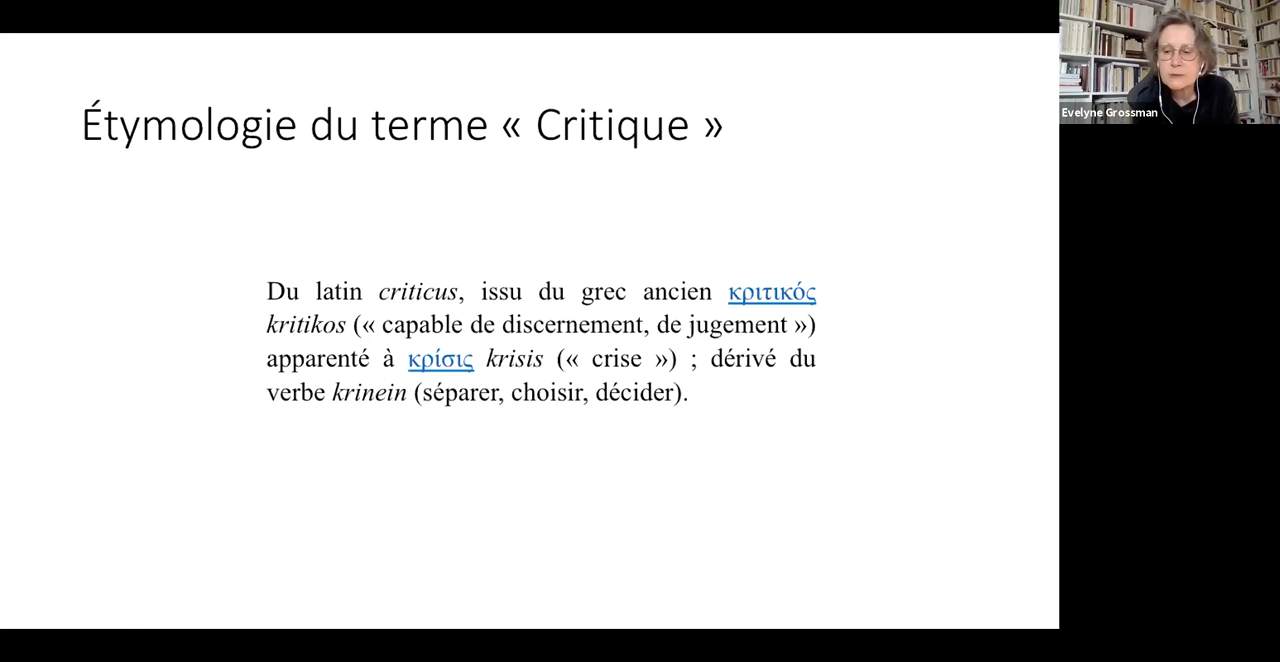 Étymologie du terme « Critique »
Du latin criticus, issu du grec ancien κριτικός
kritikos (« capable de discernement, de jugement »)
apparenté à κρίσις krisis (« crise ») ; dérivé du
verbe krinein (séparer, choisir, décider).
Evelyne Grossman